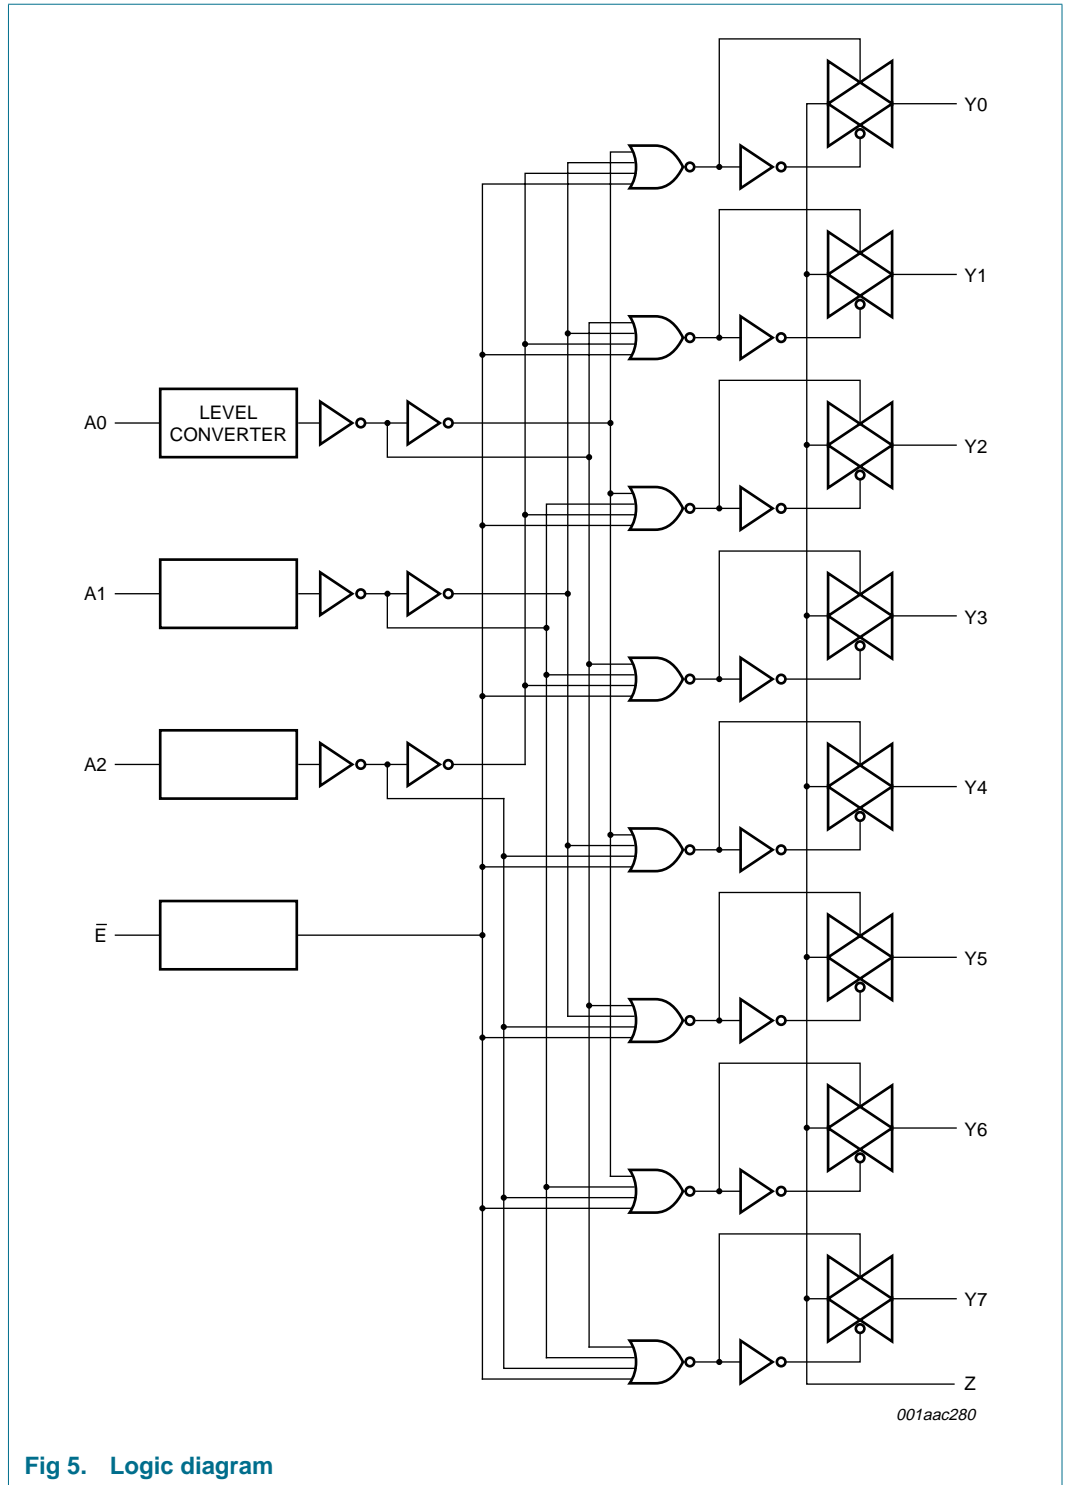 Y0
Y1
A0
LEVEL
CONVERTER
Y2
A1
Y3
A2
Y4
E̅
Y5
Y6
Y7
Z
001aac280
Fig 5. Logic diagram